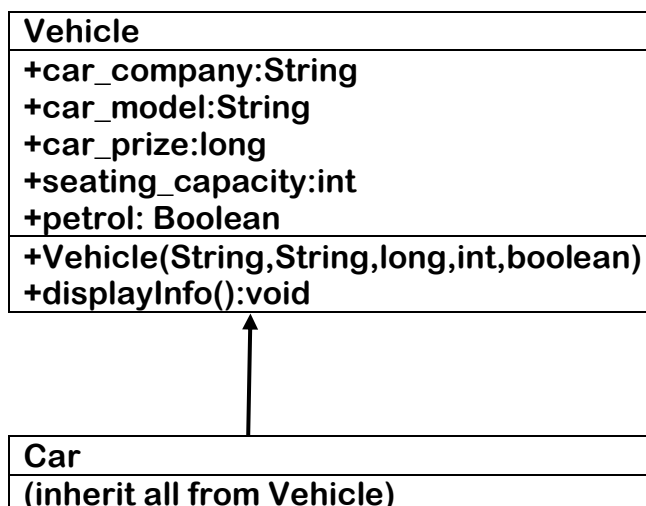 Vehicle
+car_company:String
+car_model:String
+car_prize:long
+seating_capacity:int
+petrol: Boolean
+Vehicle(String,String,long,int,boolean)
+displayInfo():void
Car
(inherit all from Vehicle)